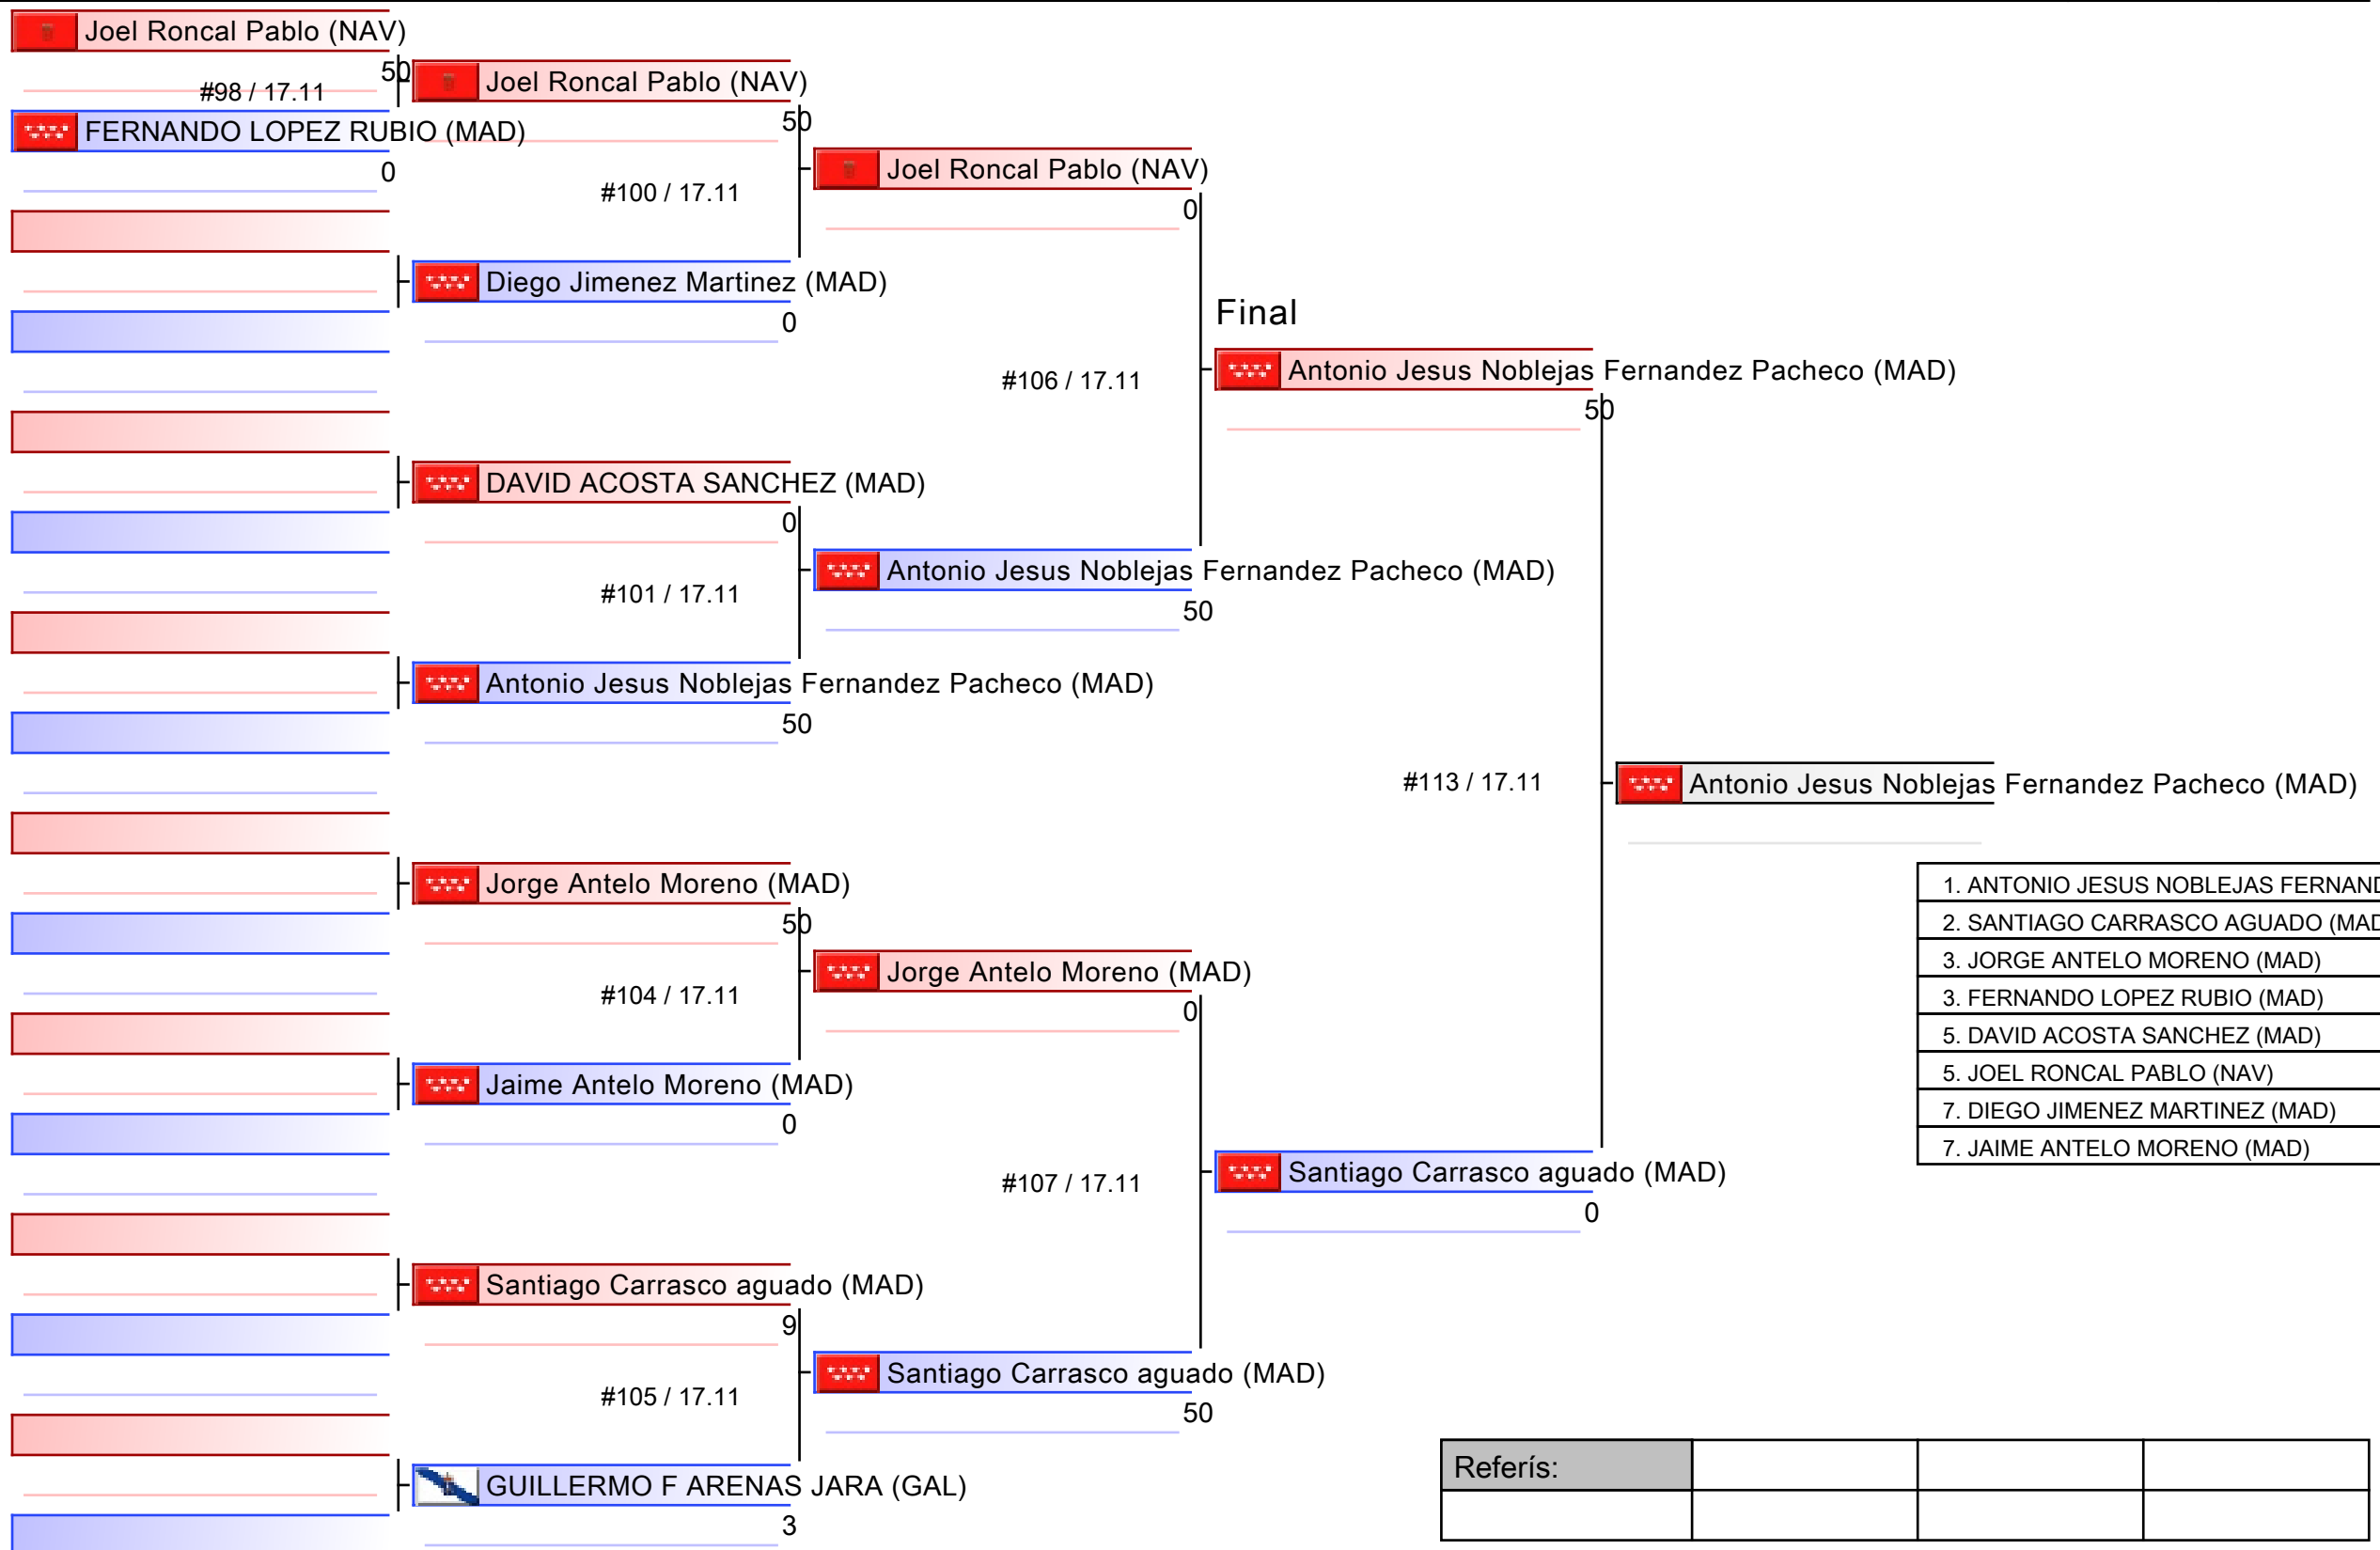 Joel Roncal Pablo (NAV)
50
#98 / 17.11
FERNANDO LOPEZ RUBIO (MAD)
0
Joel Roncal Pablo (NAV)
50
#100 / 17.11
Diego Jimenez Martinez (MAD)
0
DAVID ACOSTA SANCHEZ (MAD)
0
#101 / 17.11
Antonio Jesus Noblejas Fernandez Pacheco (MAD)
50
Jorge Antelo Moreno (MAD)
50
#104 / 17.11
Jaime Antelo Moreno (MAD)
0
Santiago Carrasco aguado (MAD)
9
#105 / 17.11
GUILLERMO F ARENAS JARA (GAL)
3
Joel Roncal Pablo (NAV)
0
#106 / 17.11
Antonio Jesus Noblejas Fernandez Pacheco (MAD)
50
Jorge Antelo Moreno (MAD)
0
#107 / 17.11
Santiago Carrasco aguado (MAD)
50
Final
Antonio Jesus Noblejas Fernandez Pacheco (MAD)
50
#113 / 17.11
Santiago Carrasco aguado (MAD)
0
Antonio Jesus Noblejas Fernandez Pacheco (MAD)
1. ANTONIO JESUS NOBLEJAS FERNAND
2. SANTIAGO CARRASCO AGUADO (MAD
3. JORGE ANTELO MORENO (MAD)
3. FERNANDO LOPEZ RUBIO (MAD)
5. DAVID ACOSTA SANCHEZ (MAD)
5. JOEL RONCAL PABLO (NAV)
7. DIEGO JIMENEZ MARTINEZ (MAD)
7. JAIME ANTELO MORENO (MAD)
Referís: